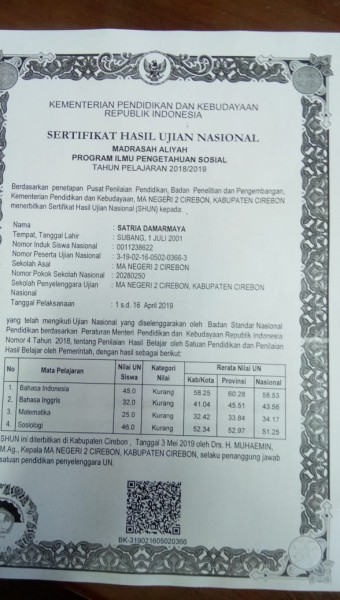 KEMENTERIAN PENDIDIKAN DAN KEBUDAYAAN
REPUBLIK INDONESIA
SERTIFIKAT HASIL UJIAN NASIONAL
MADRASAH ALIYAH
PROGRAM ILMU PENGETAHUAN SOSIAL
TAHUN PELAJARAN 2018/2019
Berdasarkan penetapan Pusat Penilaian Pendidikan, Badan Penelitian dan Pengembangan,
Kementerian Pendidikan dan Kebudayaan, MA NEGERI 2 CIREBON, KABUPATEN CIREBON
menerbitkan Sertifikat Hasil Ujian Nasional (SHUN) kepada:
Nama : SATRIA DAMARMAYA
Tempat, Tanggal Lahir : SUBANG, 1 JULI 2001
Nomor Induk Siswa Nasional : 0011238622
Nomor Peserta Ujian Nasional : 3-19-02-16-0502-0366-3
Sekolah Asal : MA NEGERI 2 CIREBON
Nomor Pokok Sekolah Nasional : 20280250
Sekolah Penyelenggara Ujian : MA NEGERI 2 CIREBON, KABUPATEN CIREBON
Nasional
Tanggal Pelaksanaan : 1 s.d. 16 April 2019
yang telah mengikuti Ujian Nasional yang diselenggarakan oleh Badan Standar Nasional
Pendidikan berdasarkan Peraturan Menteri Pendidikan dan Kebudayaan Republik Indonesia
Nomor 4 Tahun 2018, tentang Penilaian Hasil Belajar oleh Satuan Pendidikan dan Penilaian
Hasil Belajar oleh Pemerintah, dengan hasil sebagai berikut:
No Mata Pelajaran Nilai UN Siswa Kategori Nilai Rerata Nilai UN
Kab/Kota Provinsi Nasional
1. Bahasa Indonesia 45.0 Kurang 58.25 60.28 58.53
2. Bahasa Inggris 32.0 Kurang 41.04 45.51 43.56
3. Matematika 25.0 Kurang 32.42 33.84 34.17
4. Sosiologi 46.0 Kurang 52.34 52.97 51.25
SHUN ini diterbitkan di Kabupaten Cirebon , Tanggal 3 Mei 2019 oleh Drs. H. MUHAEMIN,
M.Ag., Kepala MA NEGERI 2 CIREBON, KABUPATEN CIREBON, selaku penanggung jawab
satuan pendidikan penyelenggara UN.
BK-319021605020366